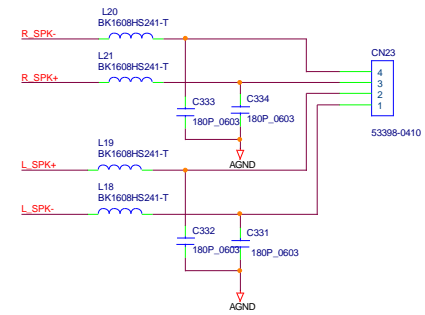 L20
BK1608HS241-T
R_SPK-
L21
BK1608HS241-T
R_SPK+
CN23
4
3
2
1
53398-0410
C333
180P_0603
C334
180P_0603
AGND
L19
BK1608HS241-T
L_SPK+
L18
BK1608HS241-T
L_SPK-
C332
180P_0603
C331
180P_0603
AGND